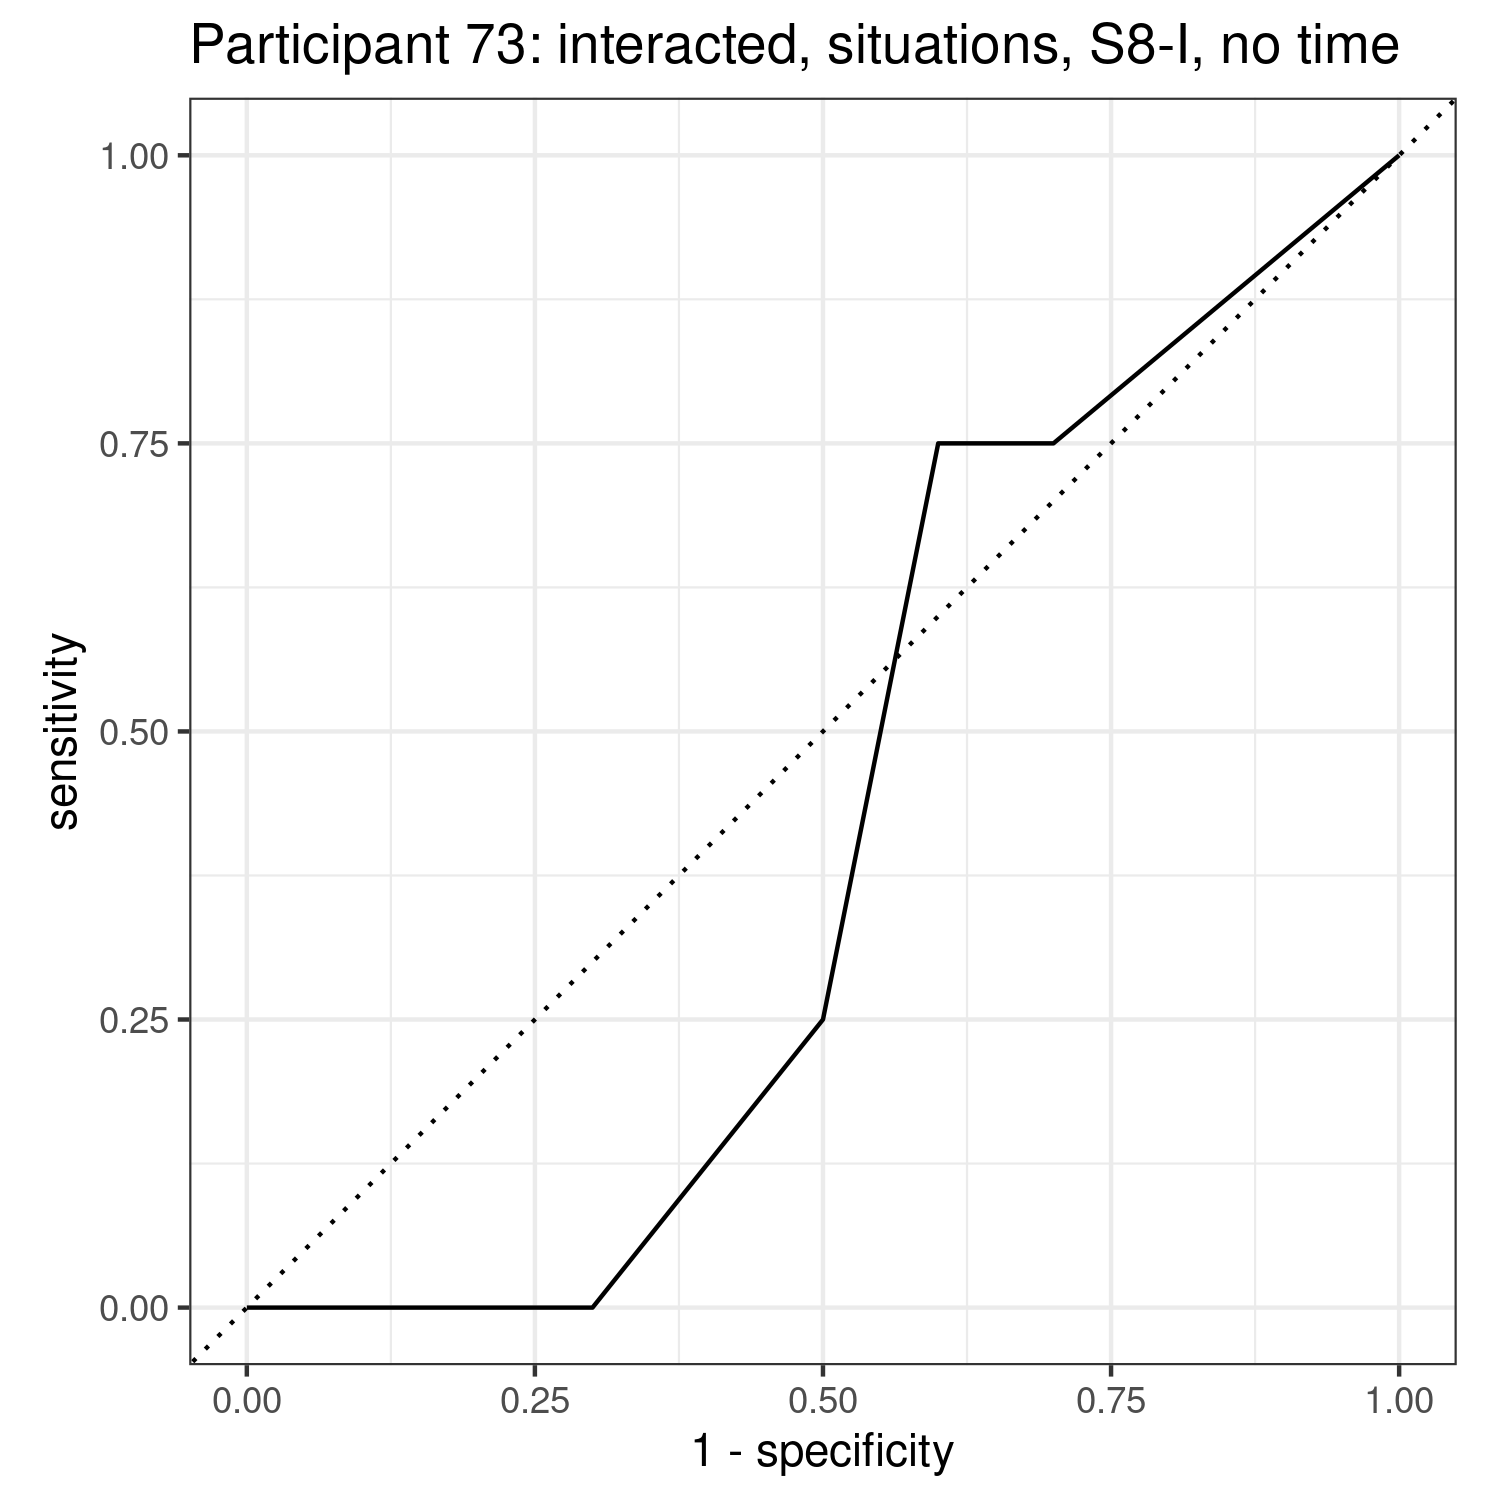 Participant 73: interacted, situations, S8-I, no time
1.00
0.75
0.50
0.25
0.00
sensitivity
0.00 0.25 0.50 0.75 1.00
1 - specificity